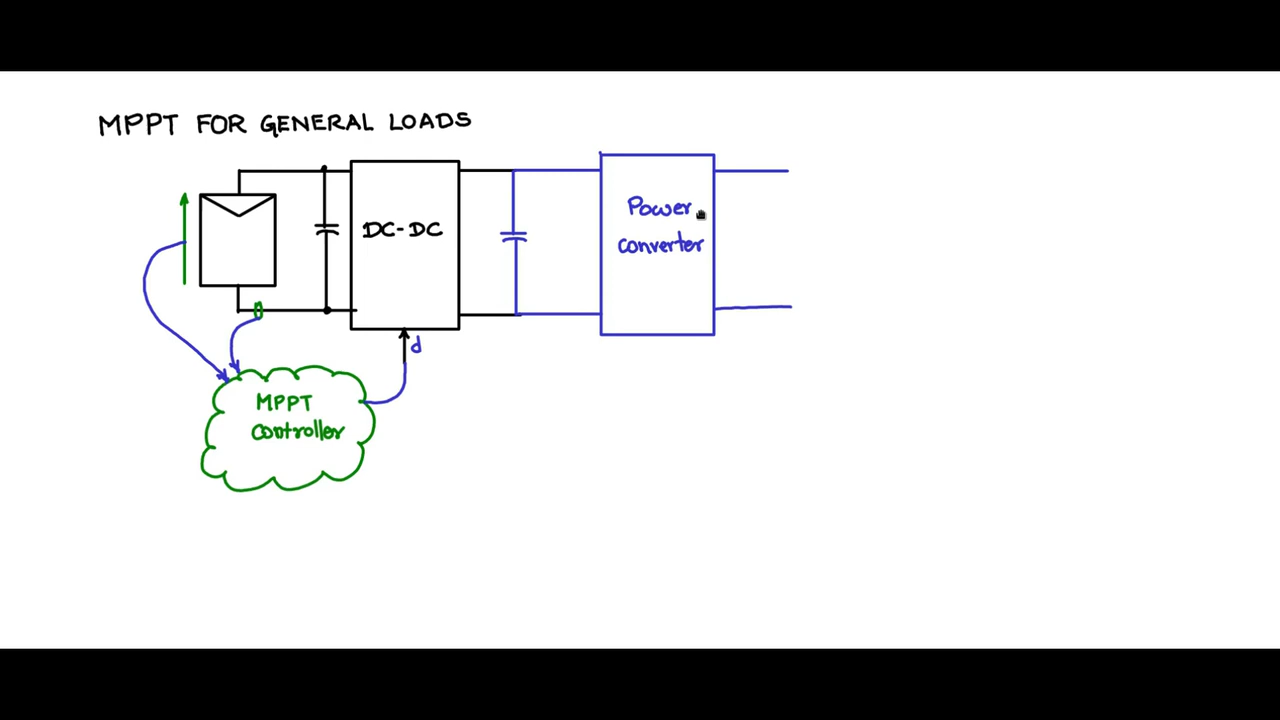 MPPT FOR GENERAL LOADS
DC-DC
Power
converter
d
MPPT
controller